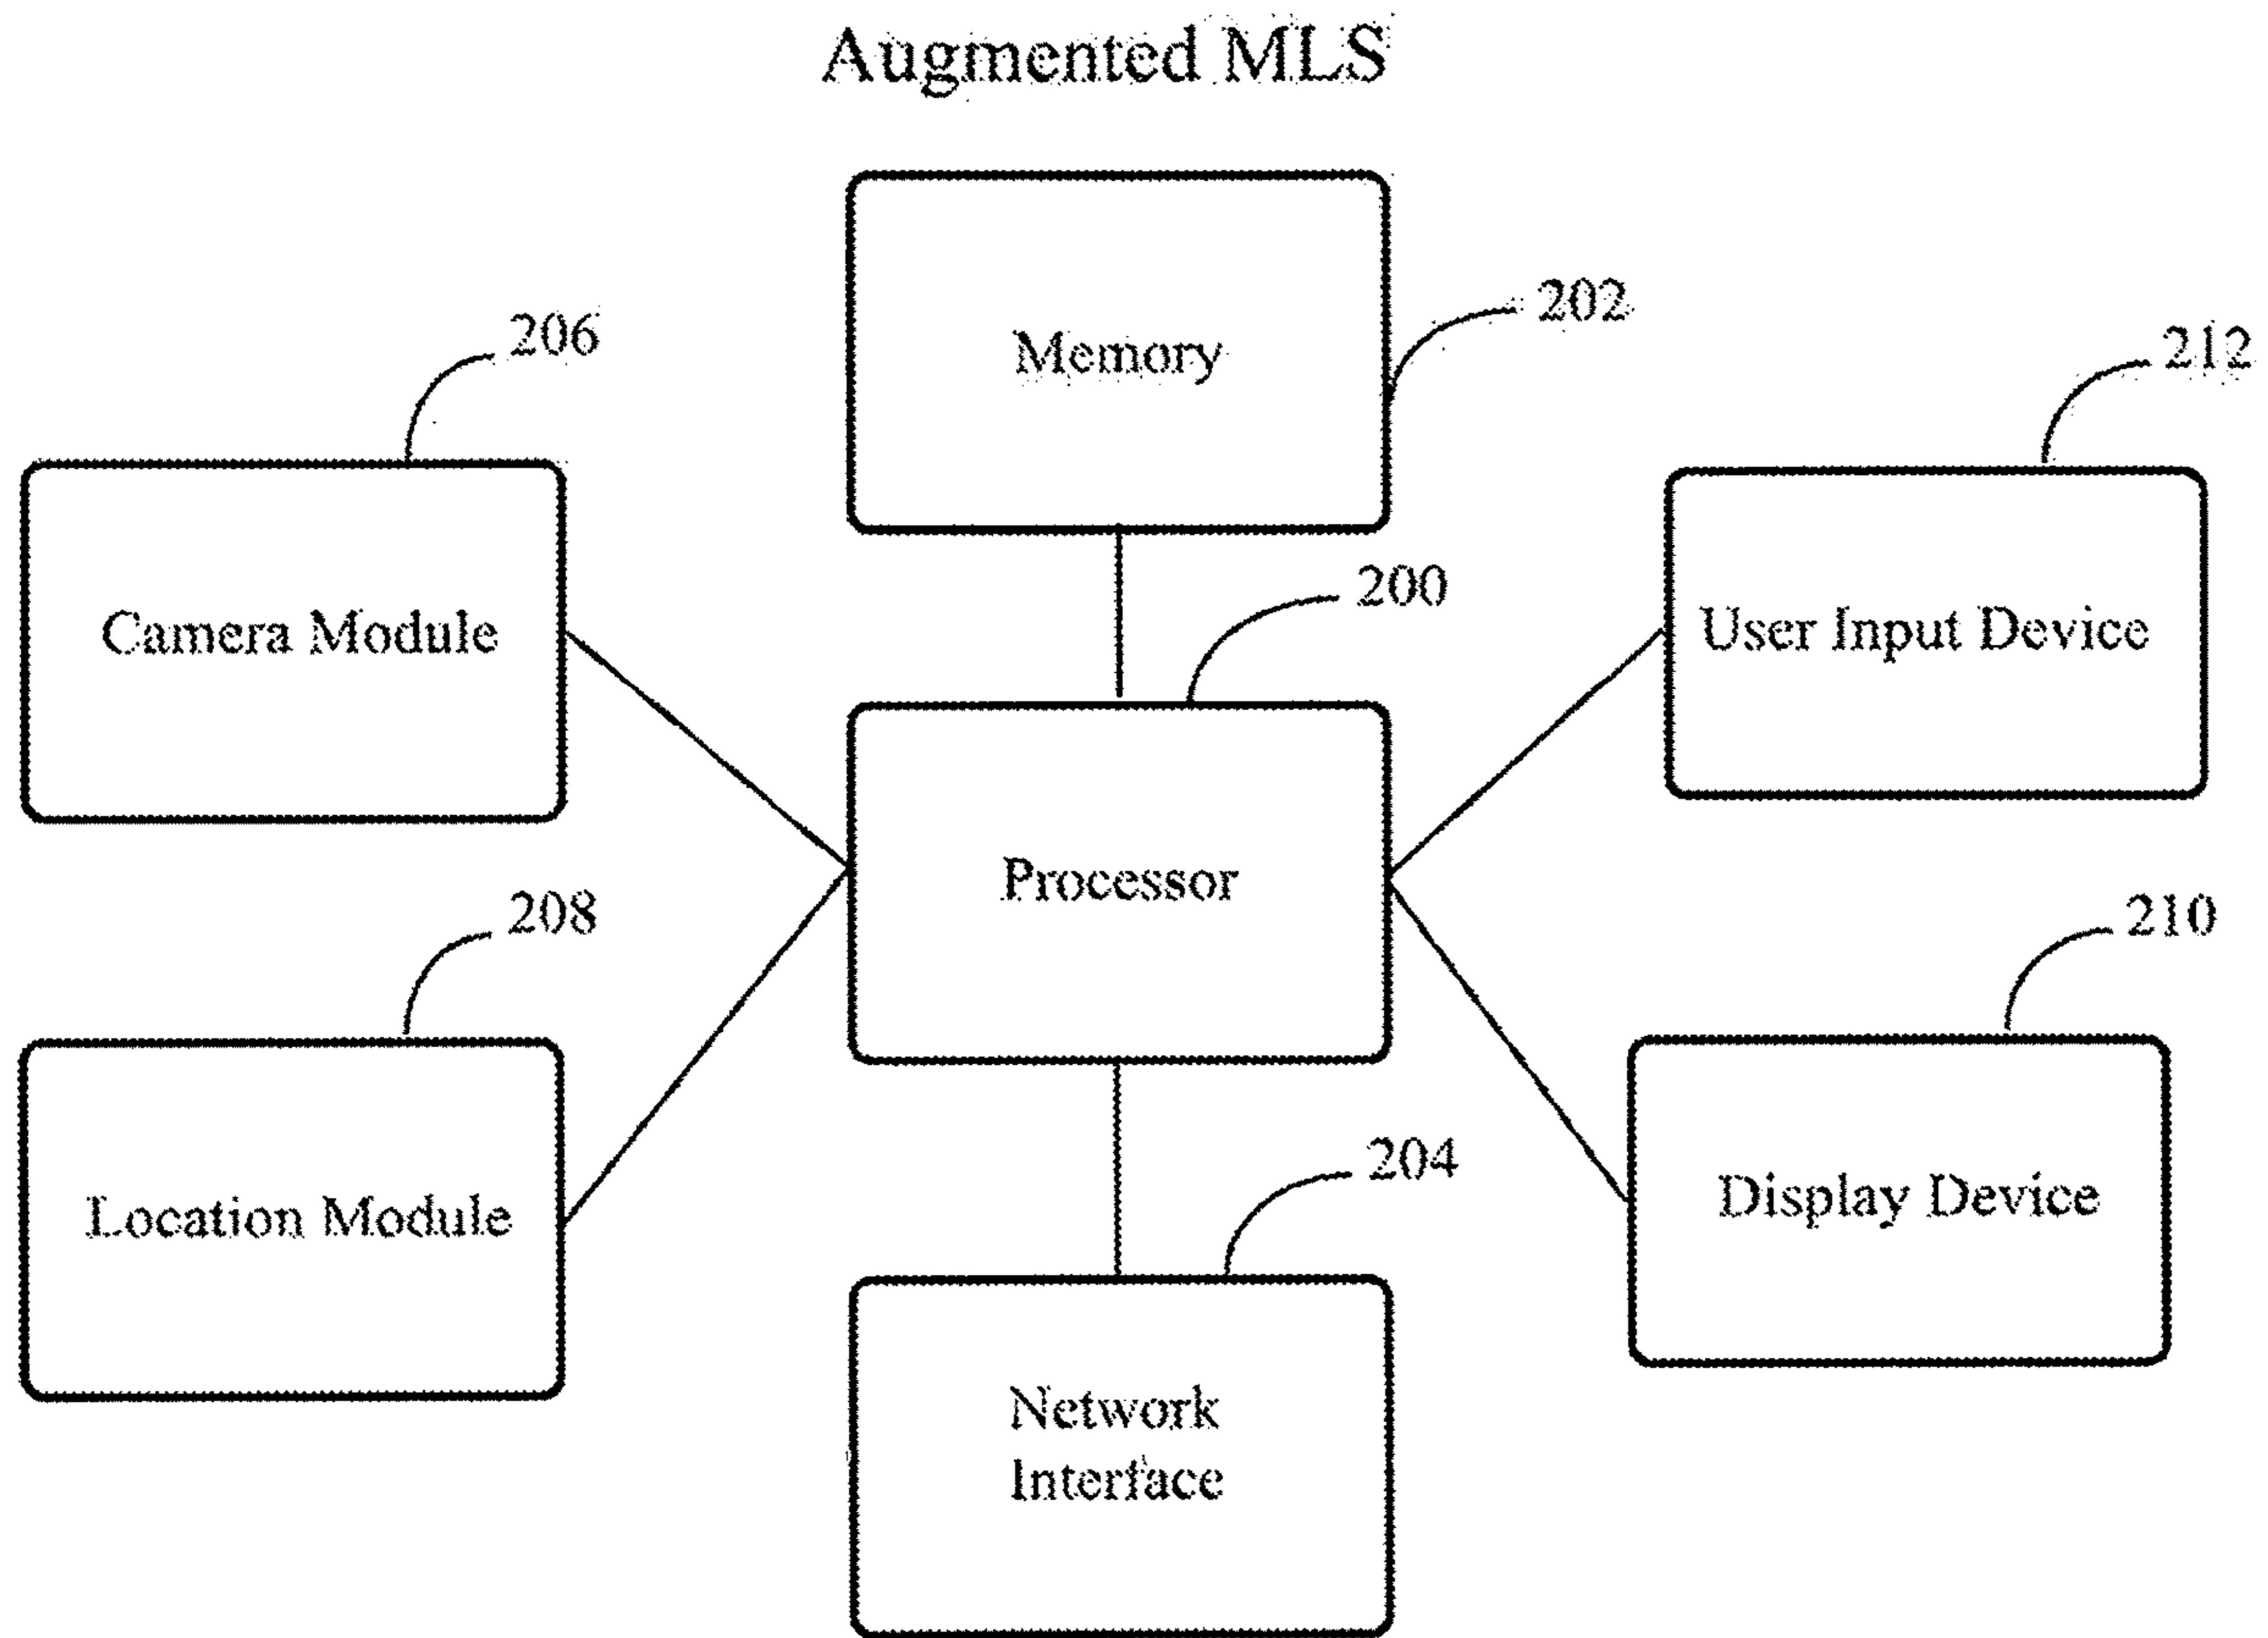 Augmented MLS
202
Memory
206
212
Camera Module
200
User Input Device
Processor
208
210
204
Location Module
Display Device
Network
Interface